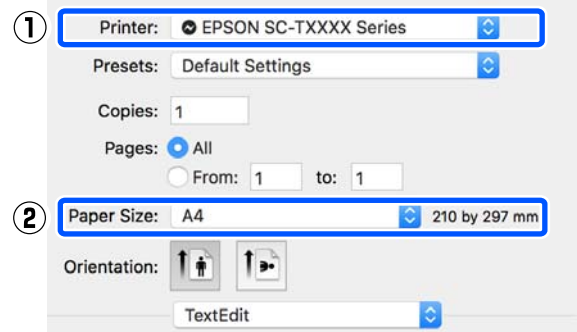 ① Printer: EPSON SC-TXXXX Series
Presets: Default Settings
Copies: 1
Pages: All
From: 1 to: 1
② Paper Size: A4 210 by 297 mm
Orientation:
TextEdit